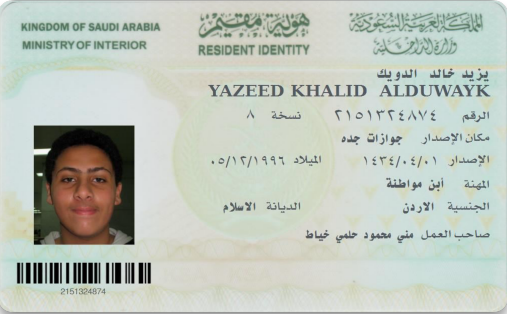 KINGDOM OF SAUDI ARABIA
MINISTRY OF INTERIOR
هوية مقيم
RESIDENT IDENTITY
المملكة العربية السعودية
وزارة الداخلية
يزيد خالد الدويك
YAZEED KHALID ALDUWAYK
الرقم ٢١٥١٣٢٤٨٧٤ نسخة ٨
مكان الإصدار جوازات جده
الإصدار ١٤٣٤/٠٤/٠١ الميلاد ٠٥/١٢/١٩٩٦
المهنة أبن مواطنة
الجنسية الاردن الديانة الاسلام
صاحب العمل مني محمود حلمي خياط
2151324874